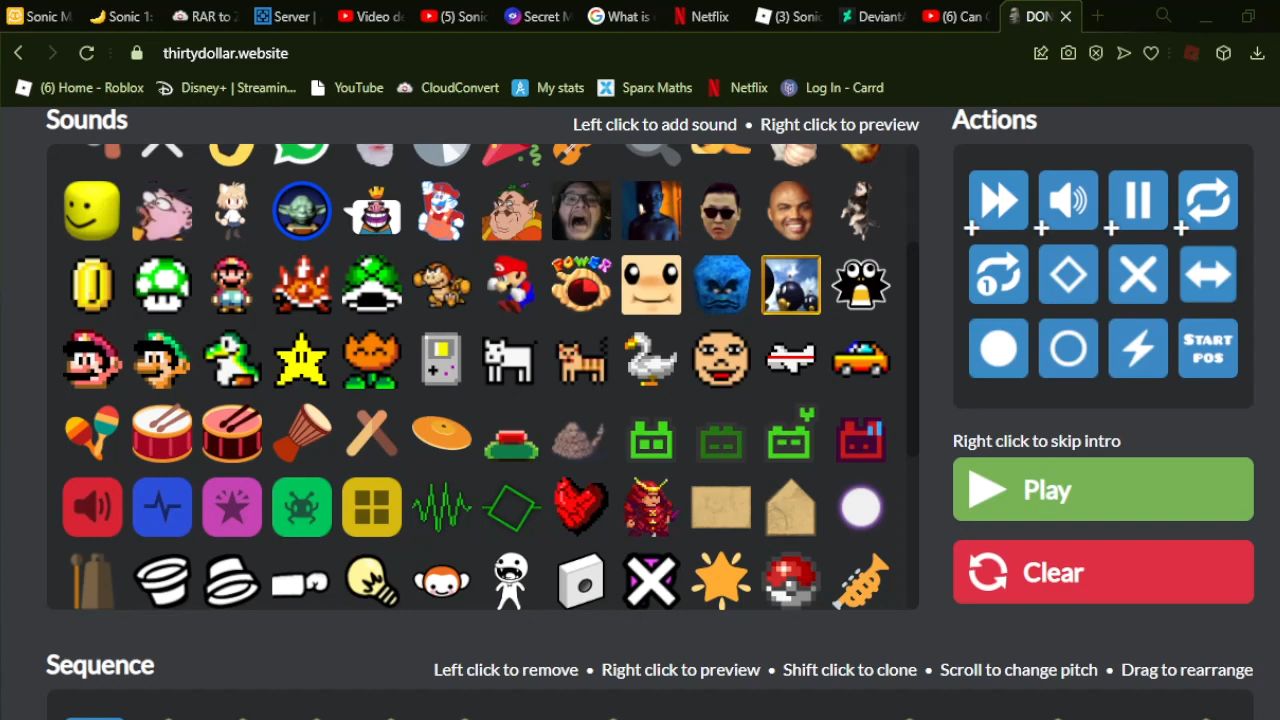 Sonic M
Sonic 1:
RAR to 
Server |
Video de
(5) Sonic
Secret M
What is
Netflix
(3) Sonic
DeviantA
(6) Can
DON
thirtydollar.website
(6) Home - Roblox
Disney+ | Streamin...
YouTube
CloudConvert
My stats
Sparx Maths
Netflix
Log In - Carrd
Sounds
Left click to add sound • Right click to preview
Actions
POWER
1
START
POS
Right click to skip intro
Play
Clear
Sequence
Left click to remove • Right click to preview • Shift click to clone • Scroll to change pitch • Drag to rearrange